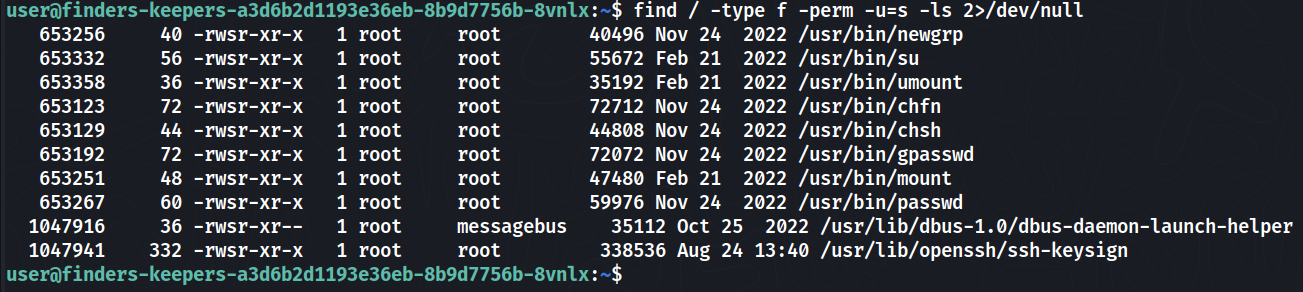 user@finders-keepers-a3d6b2d1193e36eb-8b9d7756b-8vnlx:~$ find / -type f -perm -u=s -ls 2>/dev/null
653256 40 -rwsr-xr-x 1 root root 40496 Nov 24 2022 /usr/bin/newgrp
653332 56 -rwsr-xr-x 1 root root 55672 Feb 21 2022 /usr/bin/su
653358 36 -rwsr-xr-x 1 root root 35192 Feb 21 2022 /usr/bin/umount
653123 72 -rwsr-xr-x 1 root root 72712 Nov 24 2022 /usr/bin/chfn
653129 44 -rwsr-xr-x 1 root root 44808 Nov 24 2022 /usr/bin/chsh
653192 72 -rwsr-xr-x 1 root root 72072 Nov 24 2022 /usr/bin/gpasswd
653251 48 -rwsr-xr-x 1 root root 47480 Feb 21 2022 /usr/bin/mount
653267 60 -rwsr-xr-x 1 root root 59976 Nov 24 2022 /usr/bin/passwd
1047916 36 -rwsr-xr-- 1 root messagebus 35112 Oct 25 2022 /usr/lib/dbus-1.0/dbus-daemon-launch-helper
1047941 332 -rwsr-xr-x 1 root root 338536 Aug 24 13:40 /usr/lib/openssh/ssh-keysign
user@finders-keepers-a3d6b2d1193e36eb-8b9d7756b-8vnlx:~$